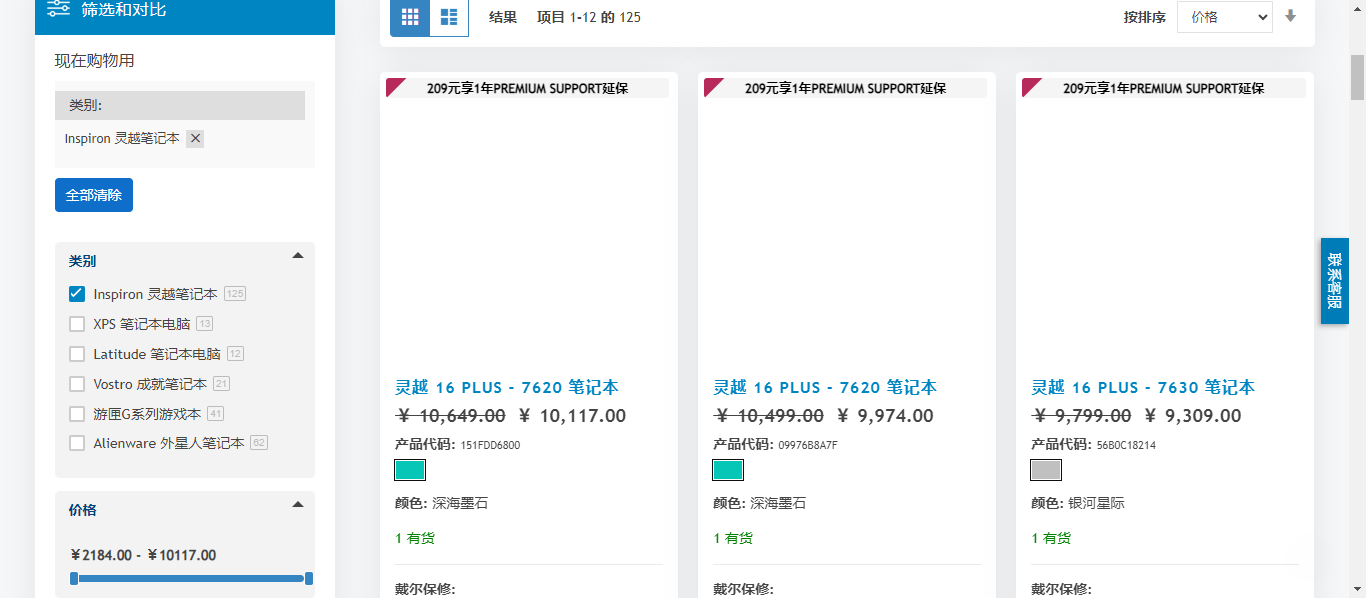 筛选和对比
现在购物用
类别:
Inspiron 灵越笔记本 ✕
全部清除
类别
Inspiron 灵越笔记本 125
XPS 笔记本电脑 13
Latitude 笔记本电脑 12
Vostro 成就笔记本 21
游匣G系列游戏本 41
Alienware 外星人笔记本 62
价格
¥2184.00 - ¥10117.00
结果 项目 1-12 的 125
按排序 价格
209元享1年PREMIUM SUPPORT延保
灵越 16 PLUS - 7620 笔记本
¥ 10,649.00 ¥ 10,117.00
产品代码: 151FDD6800
颜色: 深海墨石
1 有货
戴尔保修:
209元享1年PREMIUM SUPPORT延保
灵越 16 PLUS - 7620 笔记本
¥ 10,499.00 ¥ 9,974.00
产品代码: 09976B8A7F
颜色: 深海墨石
1 有货
戴尔保修:
209元享1年PREMIUM SUPPORT延保
灵越 16 PLUS - 7630 笔记本
¥ 9,799.00 ¥ 9,309.00
产品代码: 56B0C18214
颜色: 银河星际
1 有货
戴尔保修:
联系客服